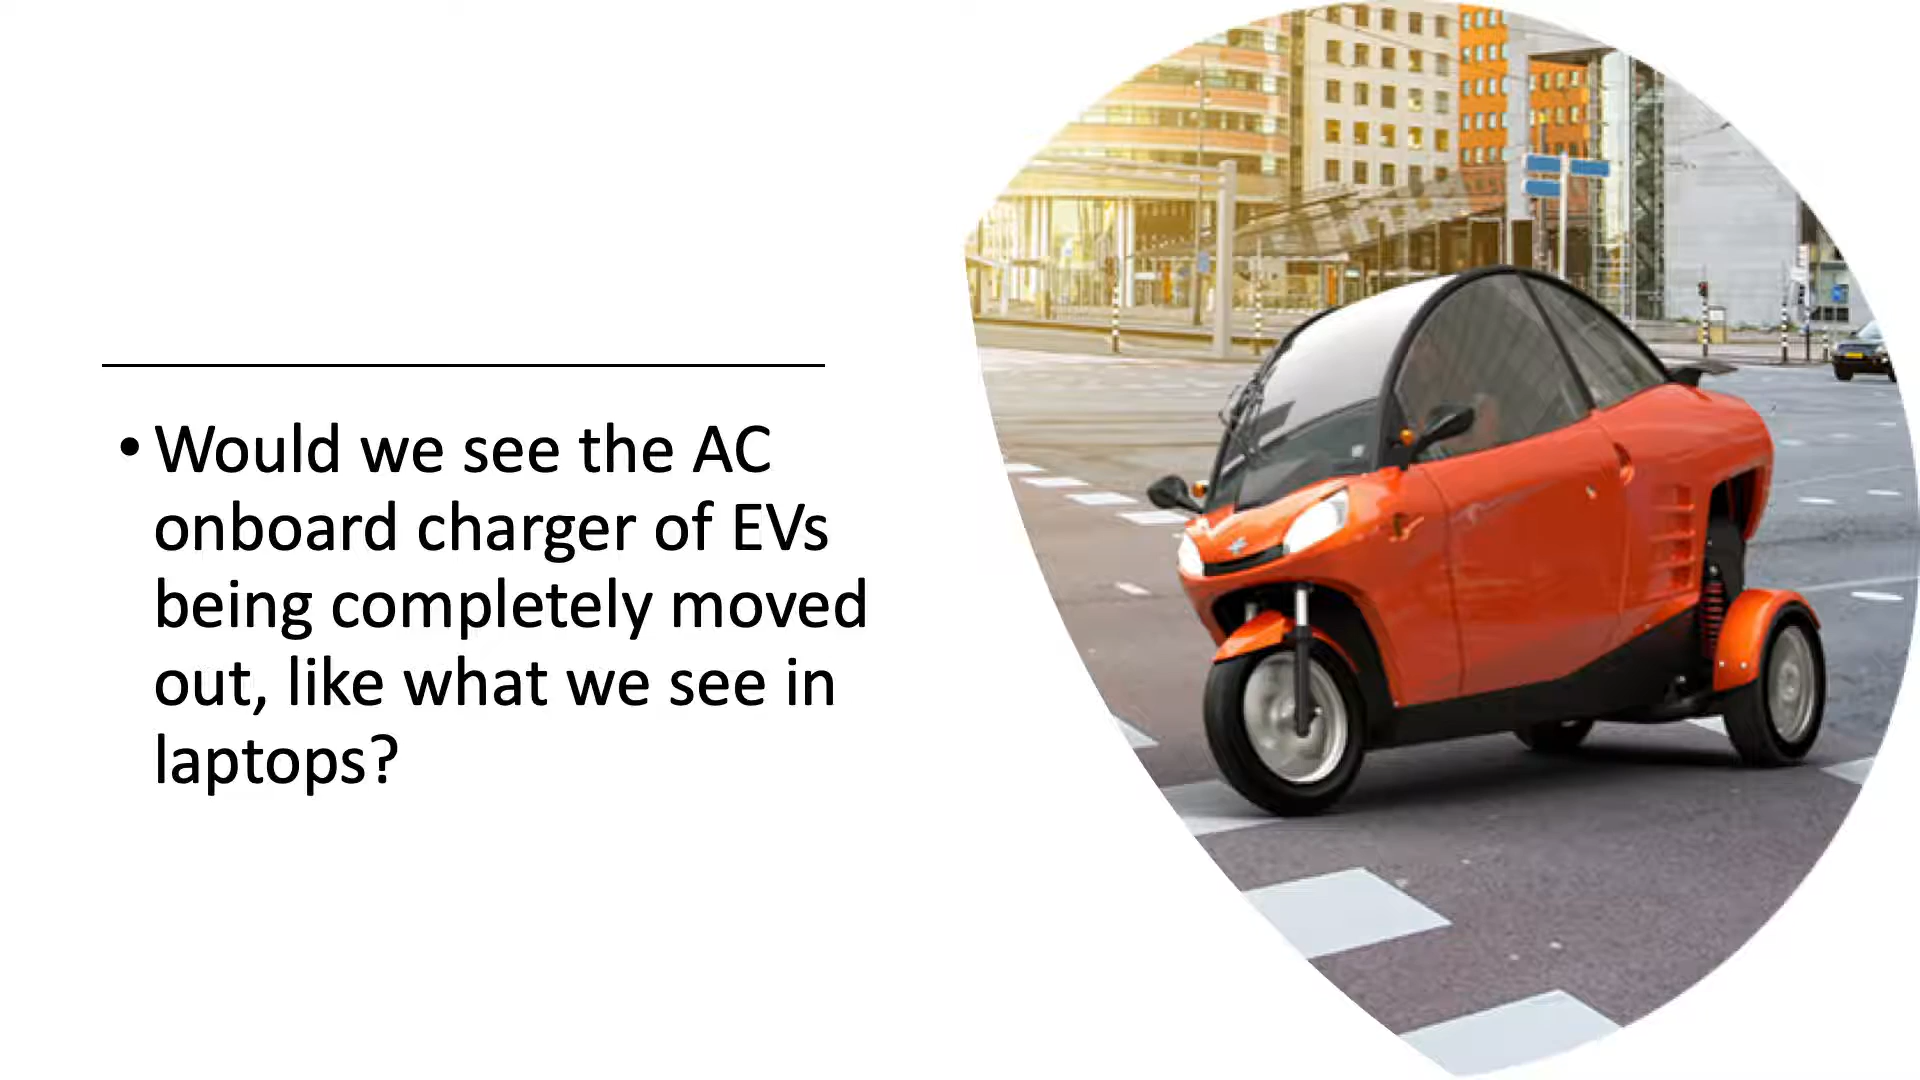 • Would we see the AC
onboard charger of EVs
being completely moved
out, like what we see in
laptops?